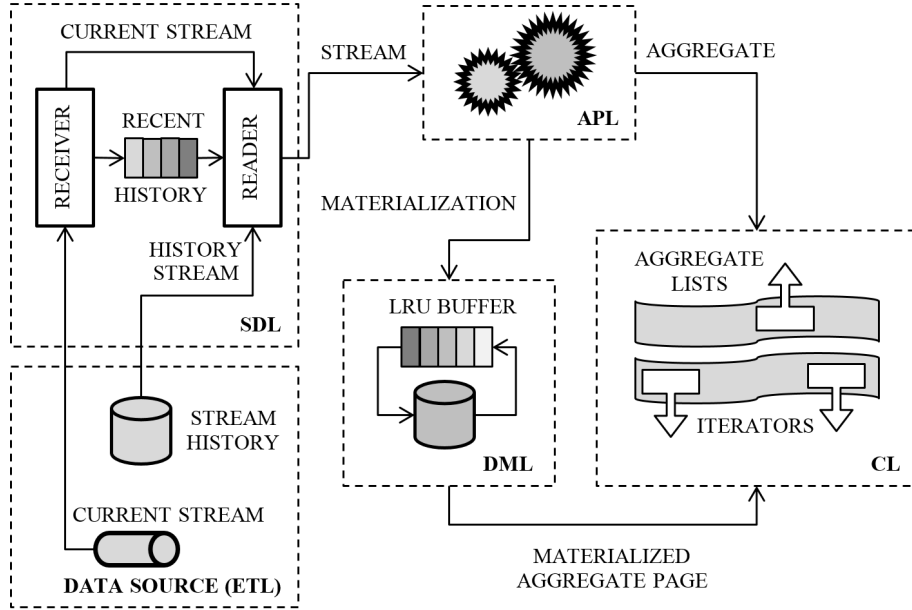 CURRENT STREAM
RECEIVER
RECENT
HISTORY
READER
HISTORY
STREAM
SDL
STREAM
APL
AGGREGATE
MATERIALIZATION
LRU BUFFER
DML
AGGREGATE
LISTS
ITERATORS
CL
STREAM
HISTORY
CURRENT STREAM
DATA SOURCE (ETL)
MATERIALIZED
AGGREGATE PAGE